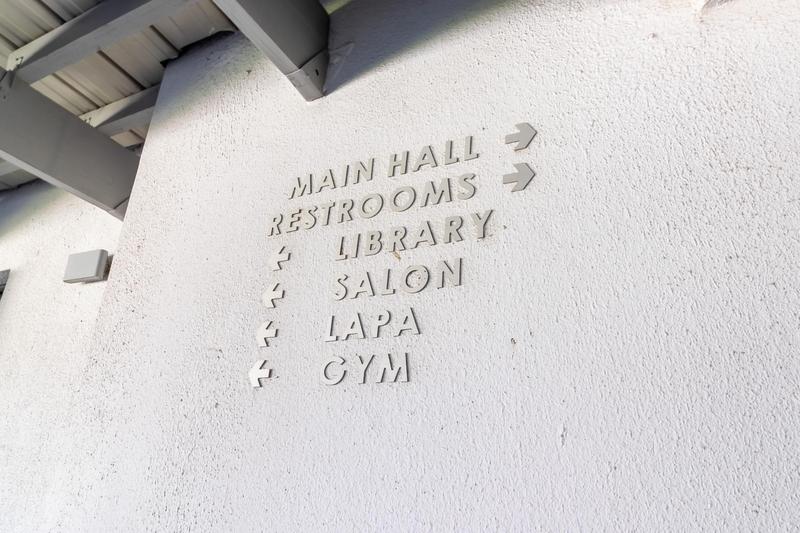 MAIN HALL →
RESTROOMS →
← LIBRARY
← SALON
← LAPA
← GYM